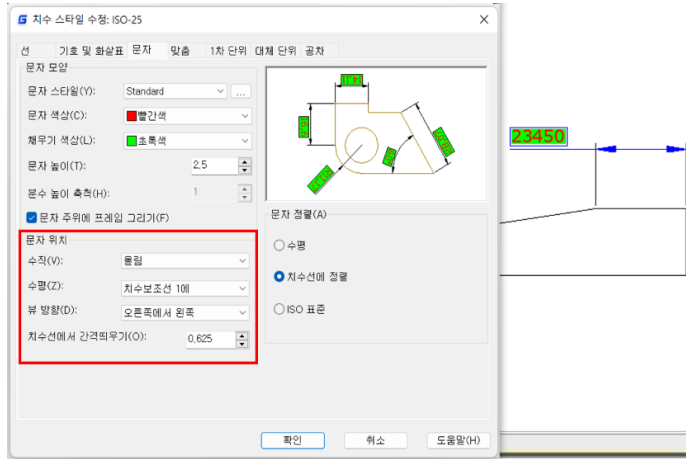 치수 스타일 수정: ISO-25
선 기호 및 화살표 문자 맞춤 1차 단위 대체 단위 공차
문자 모양
문자 스타일(Y): Standard ...
문자 색상(C): 빨간색
채우기 색상(L): 초록색
문자 높이(T): 2.5
분수 높이 축척(H): 1
문자 주위에 프레임 그리기(F)
문자 위치
수직(V): 올림
수평(Z): 치수보조선 1에
뷰 방향(D): 오른쪽에서 왼쪽
치수선에서 간격띄우기(O): 0.625
문자 정렬(A)
수평
치수선에 정렬
ISO 표준
확인 취소 도움말(H)
23450